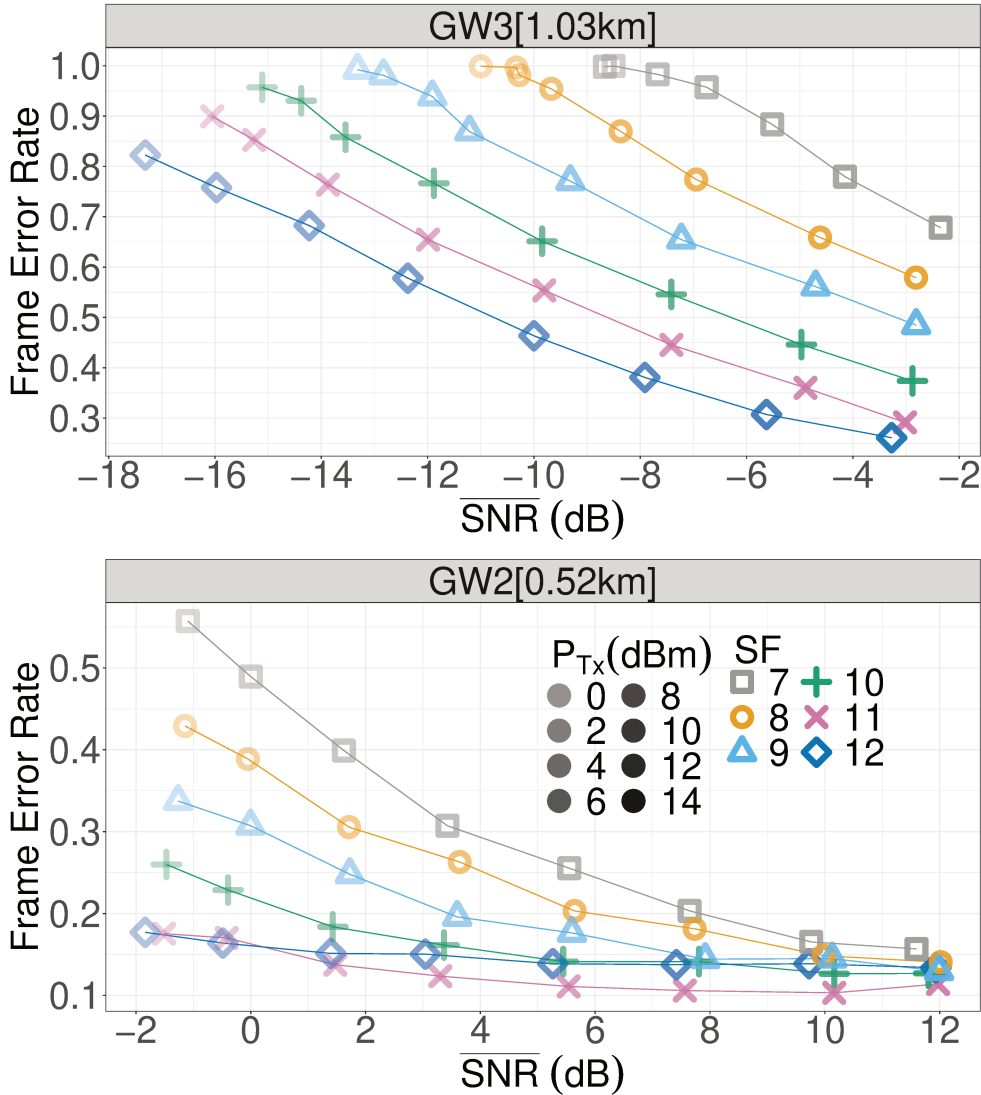 GW3[1.03km]
1.0
0.9
0.8
0.7
0.6
0.5
0.4
0.3
Frame Error Rate
−18 −16 −14 −12 −10 −8 −6 −4 −2
SNR (dB)
GW2[0.52km]
0.5
0.4
0.3
0.2
0.1
Frame Error Rate
PTx(dBm) SF
0 8 7 10
2 10 8 11
4 12 9 12
6 14
−2 0 2 4 6 8 10 12
SNR (dB)